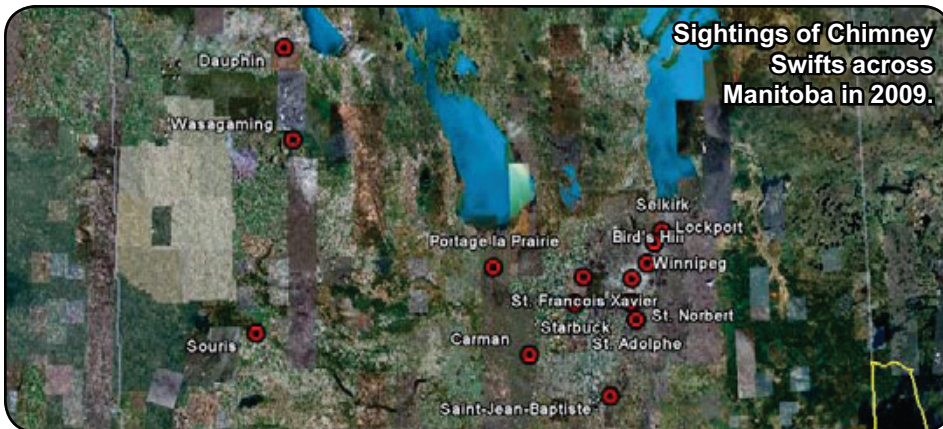 Sightings of Chimney
Swifts across
Manitoba in 2009.
Dauphin
Wasagaming
Selkirk
Lockport
Bird's Hill
Portage la Prairie
Winnipeg
St. Francois Xavier
St. Norbert
Starbuck
Carman
St. Adolphe
Souris
Saint-Jean-Baptiste